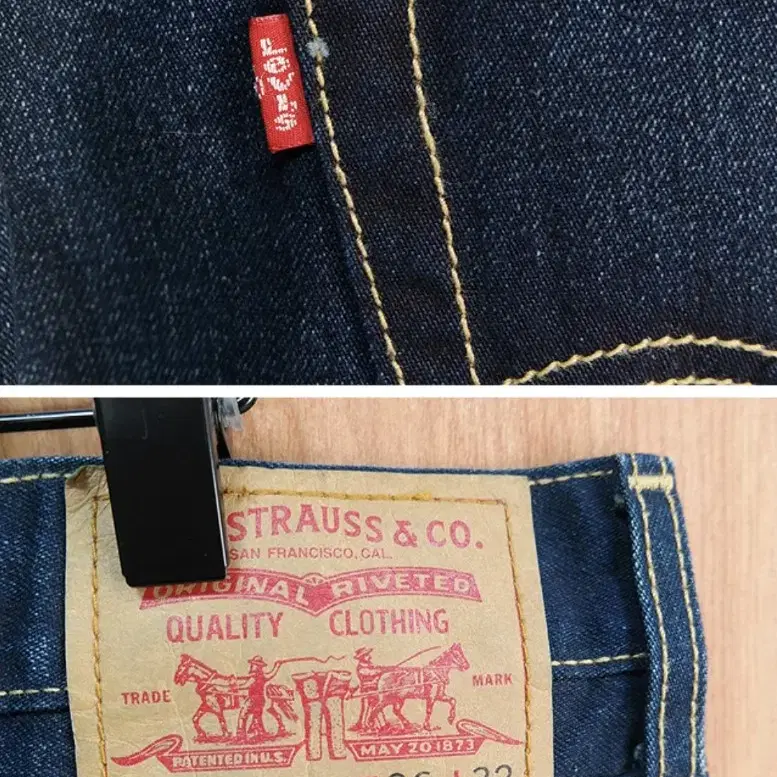 LEVI'S
STRAUSS & CO.
SAN FRANCISCO, CAL.
ORIGINAL RIVETED
QUALITY CLOTHING
TRADE MARK
PATENTED IN U.S. MAY 20 1873